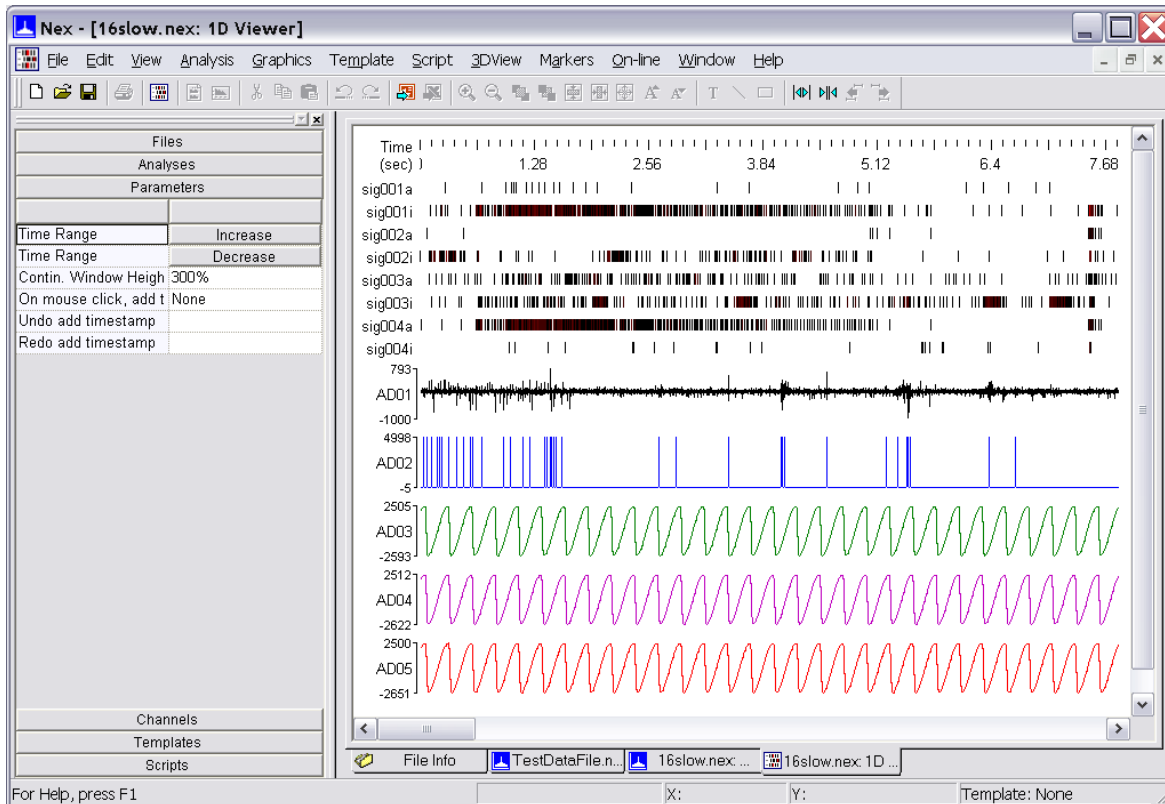 Nex - [16slow.nex: 1D Viewer]
File Edit View Analysis Graphics Template Script 3DView Markers On-line Window Help
Files
Analyses
Parameters
Time Range Increase
Time Range Decrease
Contin. Window Heigh 300%
On mouse click, add t None
Undo add timestamp
Redo add timestamp
Channels
Templates
Scripts
Time
(sec) 1.28 2.56 3.84 5.12 6.4 7.68
sig001a
sig001i
sig002a
sig002i
sig003a
sig003i
sig004a
sig004i
793
AD01
-1000
4998
AD02
-5
2505
AD03
-2593
2512
AD04
-2622
2500
AD05
-2651
File Info TestDataFile.n... 16slow.nex: ... 16slow.nex: 1D ...
For Help, press F1 X: Y: Template: None